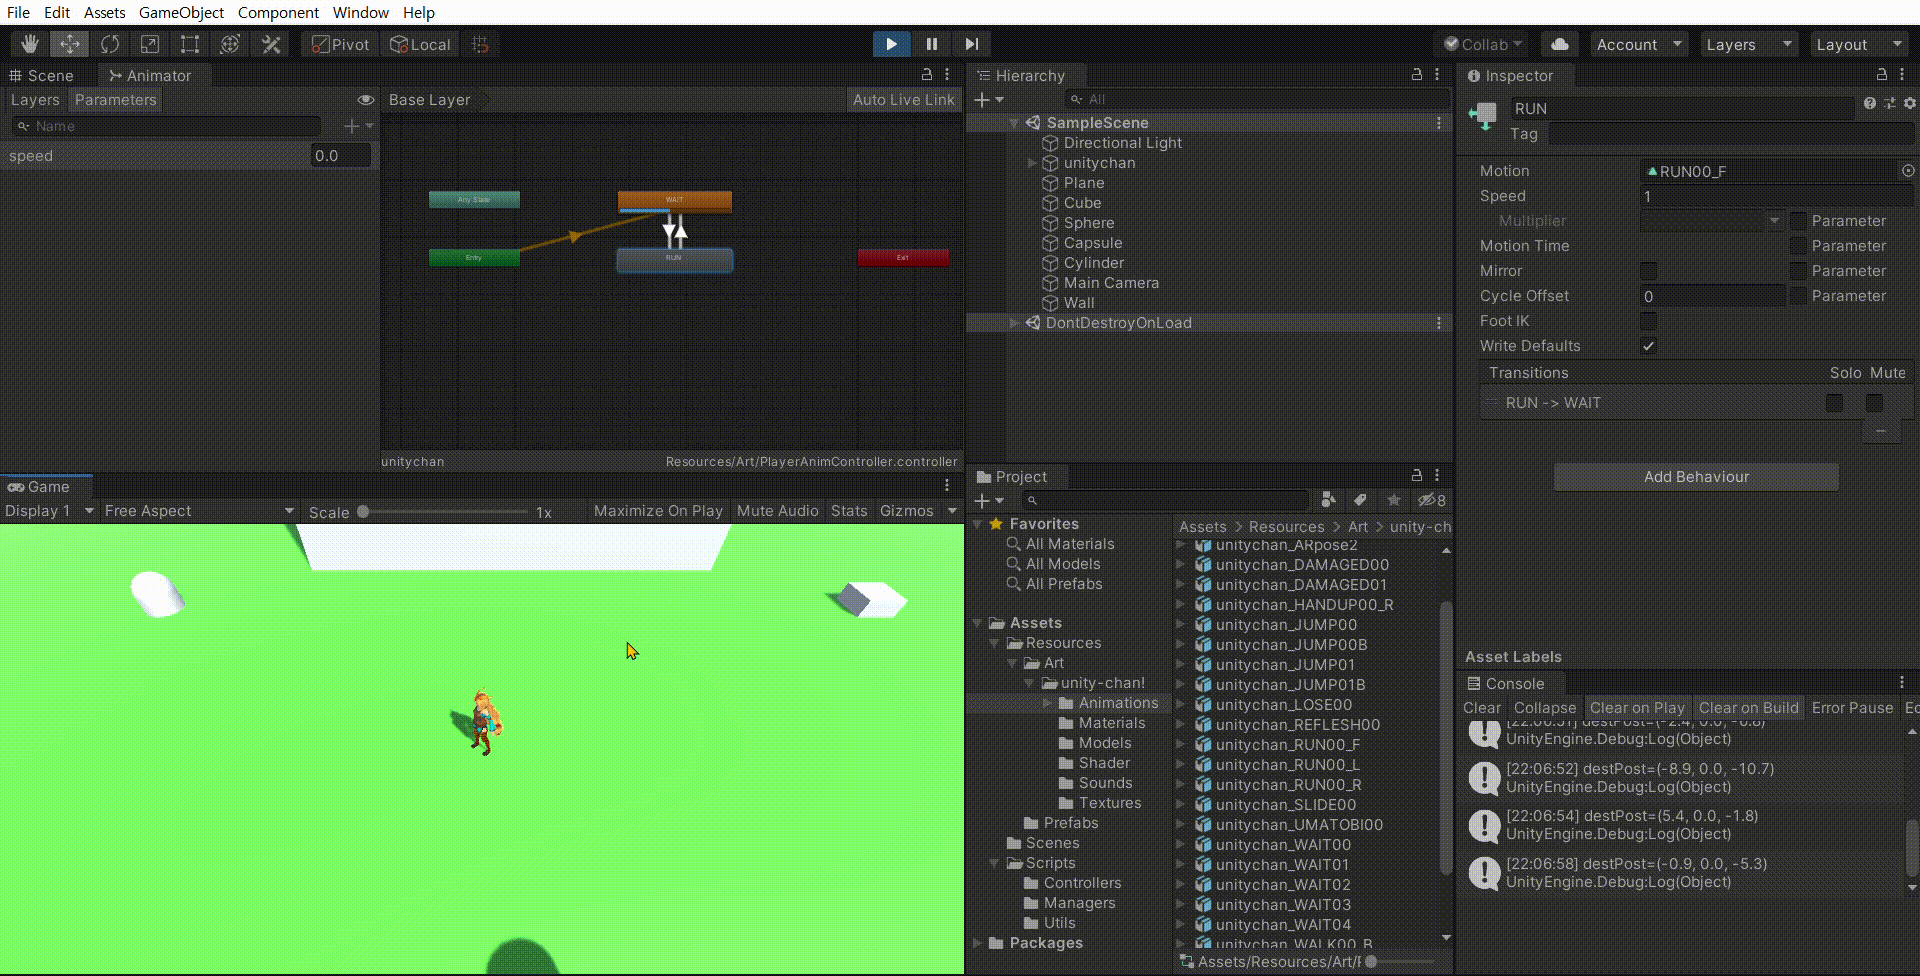 File Edit Assets GameObject Component Window Help
Pivot Local Collab Account Layers Layout
Scene Animator
Layers Parameters Base Layer Auto Live Link
Name
speed 0.0
Any State WAIT
Entry RUN Exit
unitychan Resources/Art/PlayerAnimController.controller
Game
Display 1 Free Aspect Scale 1x Maximize On Play Mute Audio Stats Gizmos
Hierarchy
All
SampleScene
Directional Light
unitychan
Plane
Cube
Sphere
Capsule
Cylinder
Main Camera
Wall
DontDestroyOnLoad
Project
8
Favorites
All Materials
All Models
All Prefabs
Assets
Resources
Art
unity-chan!
Animations
Materials
Models
Shader
Sounds
Textures
Prefabs
Scenes
Scripts
Controllers
Managers
Utils
Packages
Assets > Resources > Art > unity-ch
unitychan_ARpose2
unitychan_DAMAGED00
unitychan_DAMAGED01
unitychan_HANDUP00_R
unitychan_JUMP00
unitychan_JUMP00B
unitychan_JUMP01
unitychan_JUMP01B
unitychan_LOSE00
unitychan_REFLESH00
unitychan_RUN00_F
unitychan_RUN00_L
unitychan_RUN00_R
unitychan_SLIDE00
unitychan_UMATOBI00
unitychan_WAIT00
unitychan_WAIT01
unitychan_WAIT02
unitychan_WAIT03
unitychan_WAIT04
unitychan_WALK00_B
Assets/Resources/Art/
Inspector
RUN
Tag
Motion RUN00_F
Speed 1
Multiplier Parameter
Motion Time Parameter
Mirror Parameter
Cycle Offset 0 Parameter
Foot IK
Write Defaults
Transitions Solo Mute
RUN -> WAIT
Add Behaviour
Asset Labels
Console
Clear Collapse Clear on Play Clear on Build Error Pause
[22:06:51] destPost=(-2.4, 0.0, -6.8)
UnityEngine.Debug:Log(Object)
[22:06:52] destPost=(-8.9, 0.0, -10.7)
UnityEngine.Debug:Log(Object)
[22:06:54] destPost=(5.4, 0.0, -1.8)
UnityEngine.Debug:Log(Object)
[22:06:58] destPost=(-0.9, 0.0, -5.3)
UnityEngine.Debug:Log(Object)